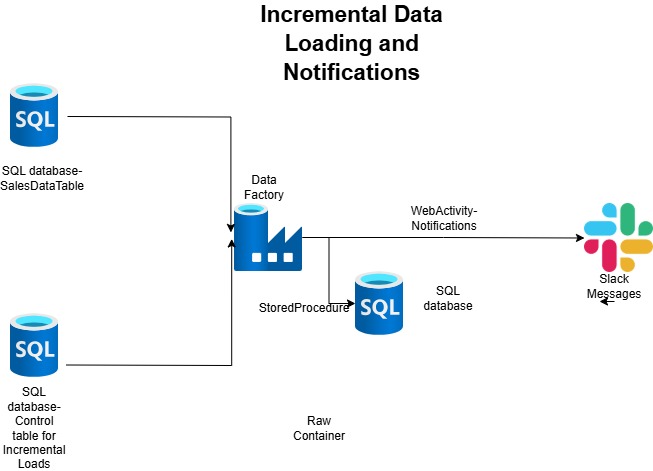 Incremental Data
Loading and
Notifications
SQL
SQL database-
SalesDataTable
Data
Factory
WebActivity-
Notifications
Slack
Messages
StoredProcedure
SQL
SQL
database
SQL
SQL
database-
Control
table for
Incremental
Loads
Raw
Container